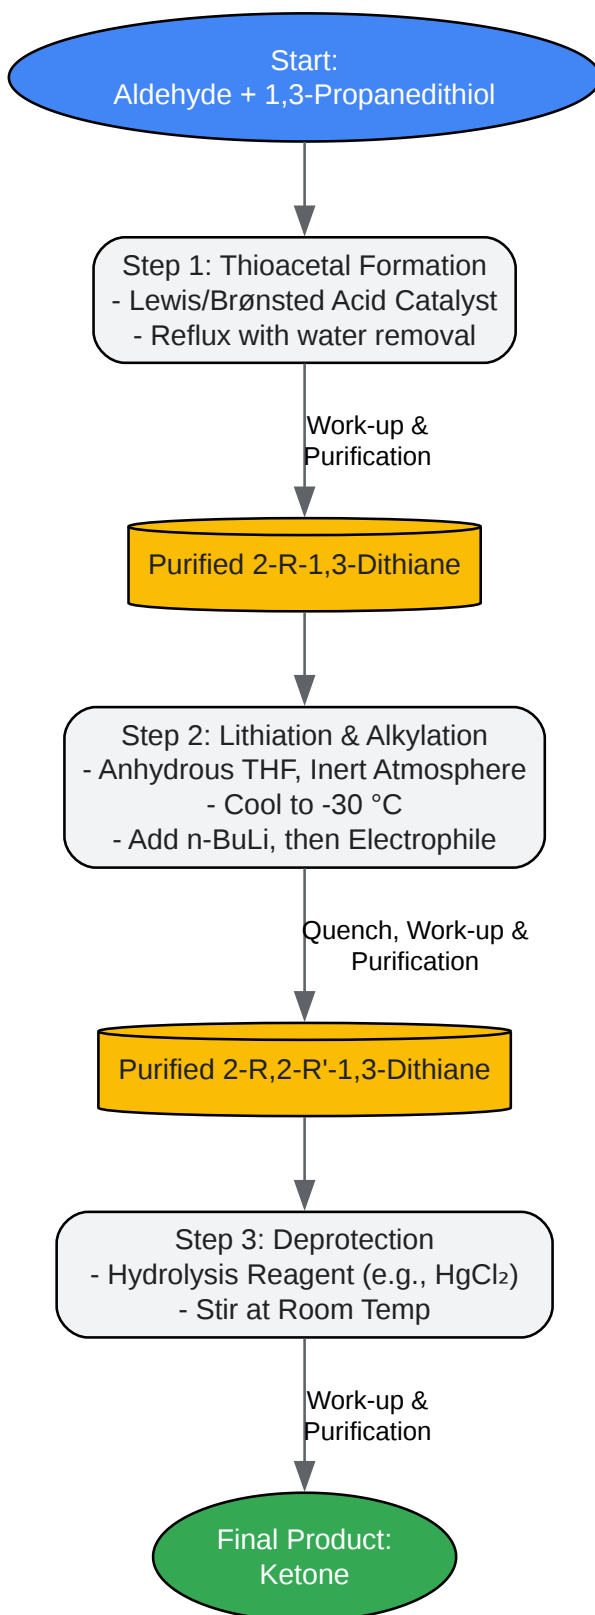 Start:
Aldehyde + 1,3-Propanedithiol
Step 1: Thioacetal Formation
- Lewis/Brønsted Acid Catalyst
- Reflux with water removal
Work-up &
Purification
Purified 2-R-1,3-Dithiane
Step 2: Lithiation & Alkylation
- Anhydrous THF, Inert Atmosphere
- Cool to -30 °C
- Add n-BuLi, then Electrophile
Quench, Work-up &
Purification
Purified 2-R,2-R'-1,3-Dithiane
Step 3: Deprotection
- Hydrolysis Reagent (e.g., HgCl₂)
- Stir at Room Temp
Work-up &
Purification
Final Product:
Ketone